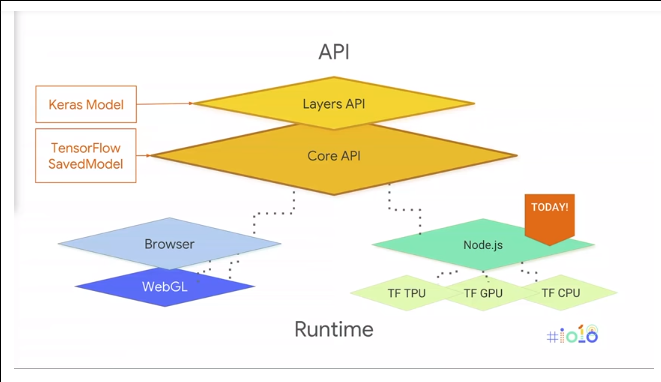 API
Keras Model
Layers API
TensorFlow
SavedModel
Core API
TODAY!
Browser
Node.js
WebGL
TF TPU
TF GPU
TF CPU
Runtime
#io18